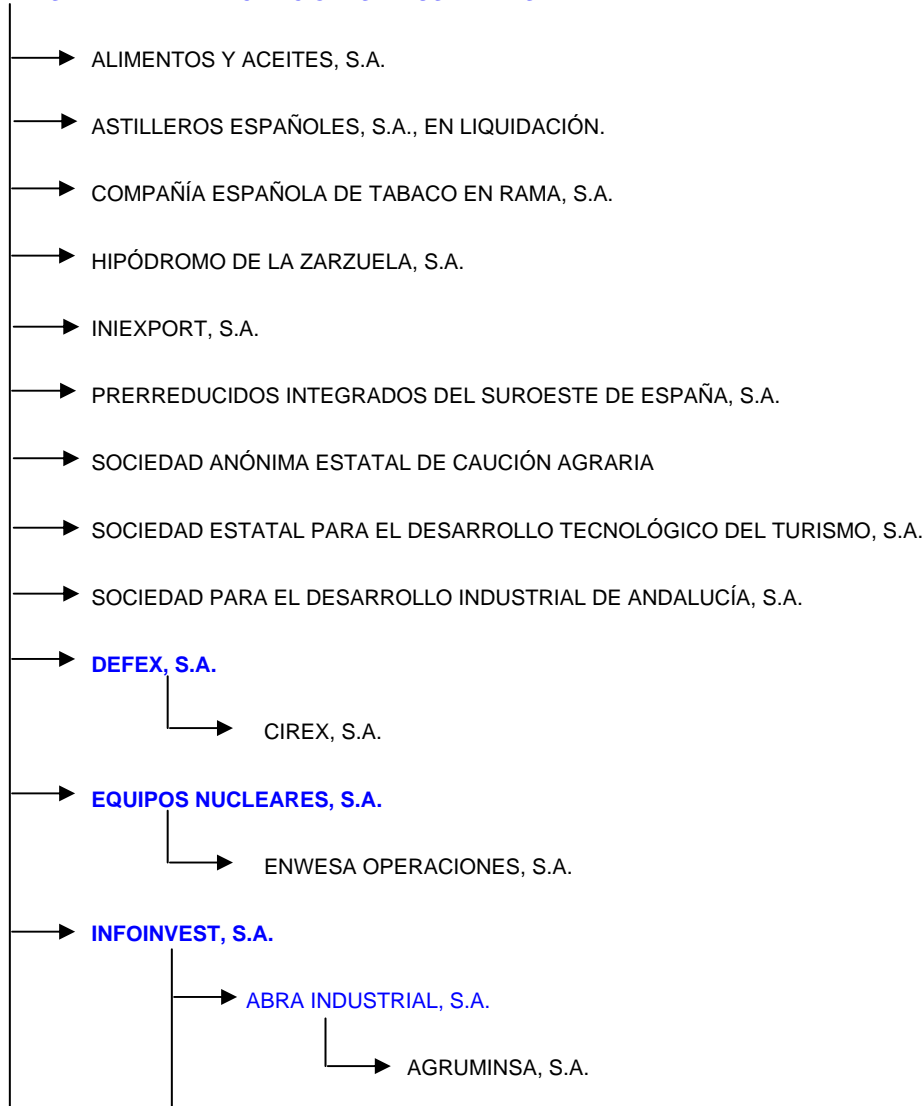 ALIMENTOS Y ACEITES, S.A.
ASTILLEROS ESPAÑOLES, S.A., EN LIQUIDACIÓN.
COMPAÑÍA ESPAÑOLA DE TABACO EN RAMA, S.A.
HIPÓDROMO DE LA ZARZUELA, S.A.
INIEXPORT, S.A.
PRERREDUCIDOS INTEGRADOS DEL SUROESTE DE ESPAÑA, S.A.
SOCIEDAD ANÓNIMA ESTATAL DE CAUCIÓN AGRARIA
SOCIEDAD ESTATAL PARA EL DESARROLLO TECNOLÓGICO DEL TURISMO, S.A.
SOCIEDAD PARA EL DESARROLLO INDUSTRIAL DE ANDALUCÍA, S.A.
DEFEX, S.A.
CIREX, S.A.
EQUIPOS NUCLEARES, S.A.
ENWESA OPERACIONES, S.A.
INFOINVEST, S.A.
ABRA INDUSTRIAL, S.A.
AGRUMINSA, S.A.